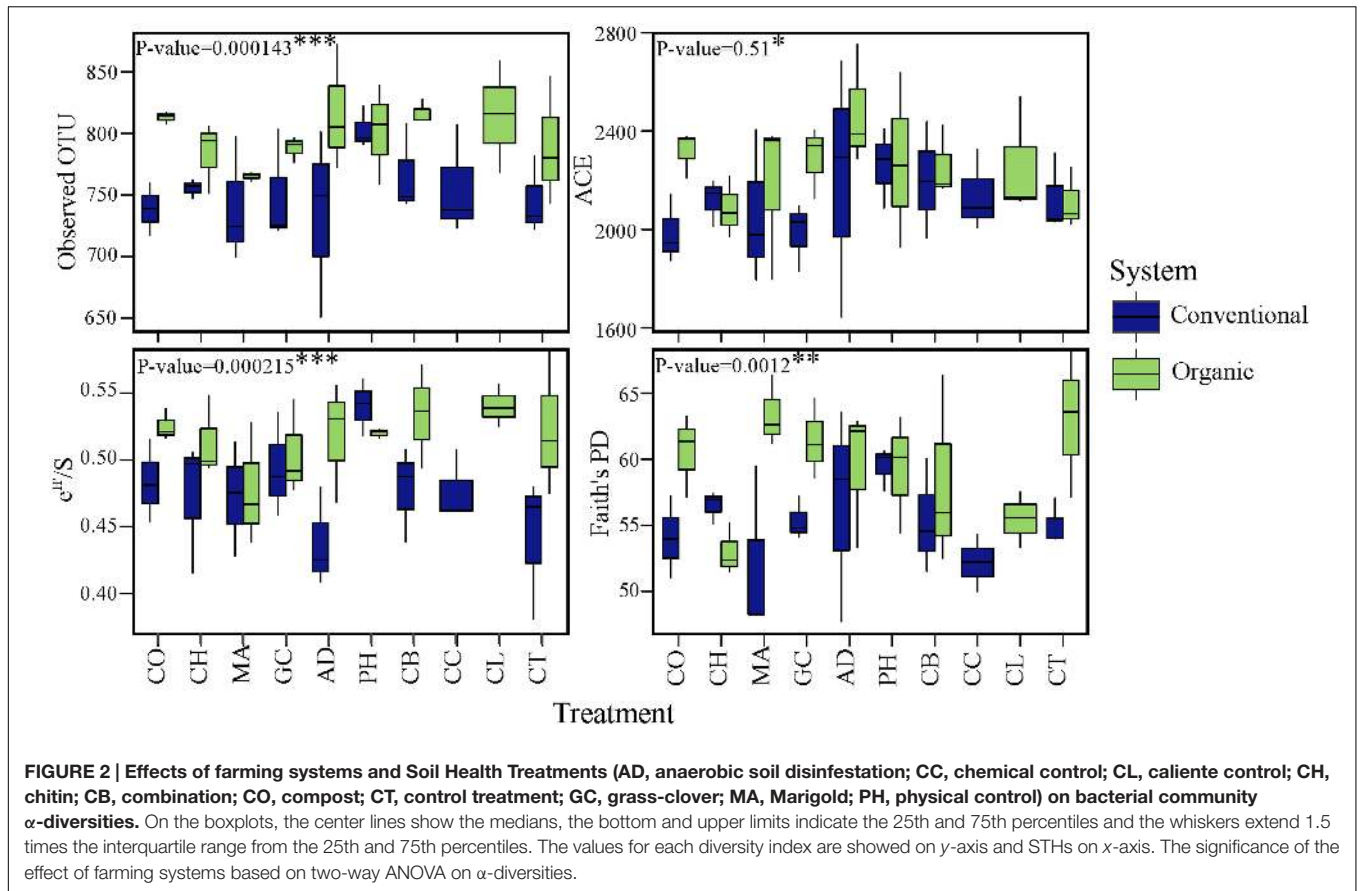 P-value=0.000143***
850
800
750
700
650
Observed OTU
P-value=0.51*
2800
2400
2000
1600
ACE
P-value=0.000215***
0.55
0.50
0.45
0.40
e^H'/S
P-value=0.0012**
65
60
55
50
Faith's PD
CO
CH
MA
GC
AD
PH
CB
CC
CL
CT
CO
CH
MA
GC
AD
PH
CB
CC
CL
CT
Treatment
System
Conventional
Organic
FIGURE 2 | Effects of farming systems and Soil Health Treatments (AD, anaerobic soil disinfestation; CC, chemical control; CL, caliente control; CH,
chitin; CB, combination; CO, compost; CT, control treatment; GC, grass-clover; MA, Marigold; PH, physical control) on bacterial community
α-diversities. On the boxplots, the center lines show the medians, the bottom and upper limits indicate the 25th and 75th percentiles and the whiskers extend 1.5
times the interquartile range from the 25th and 75th percentiles. The values for each diversity index are showed on y-axis and STHs on x-axis. The significance of the
effect of farming systems based on two-way ANOVA on α-diversities.